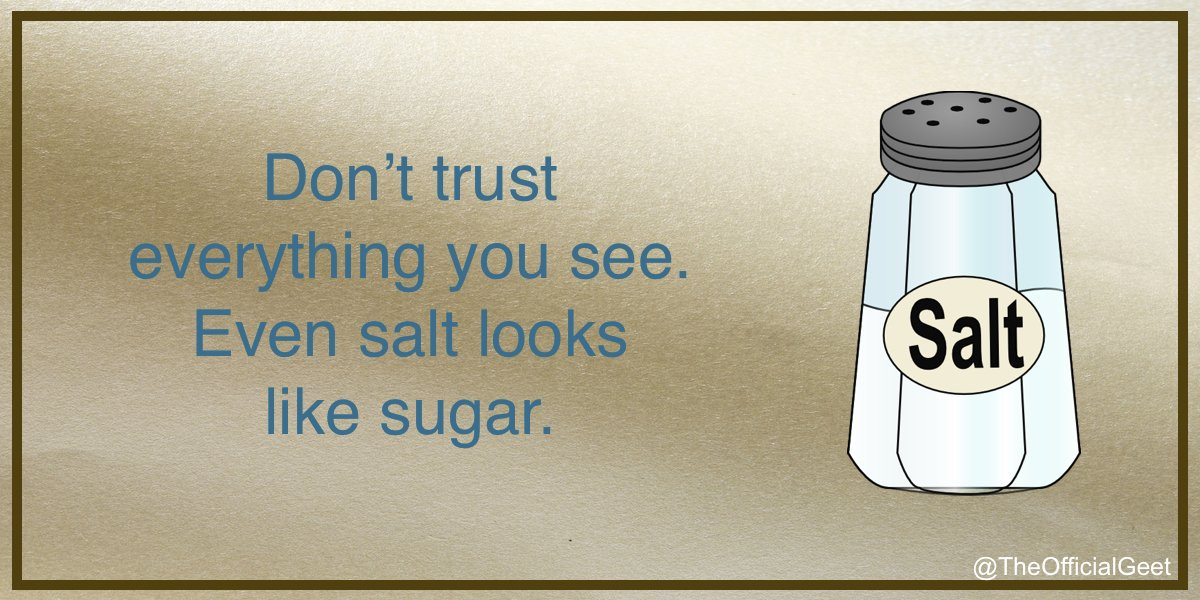 Don’t trust
everything you see.
Even salt looks
like sugar.
Salt
@TheOfficialGeet